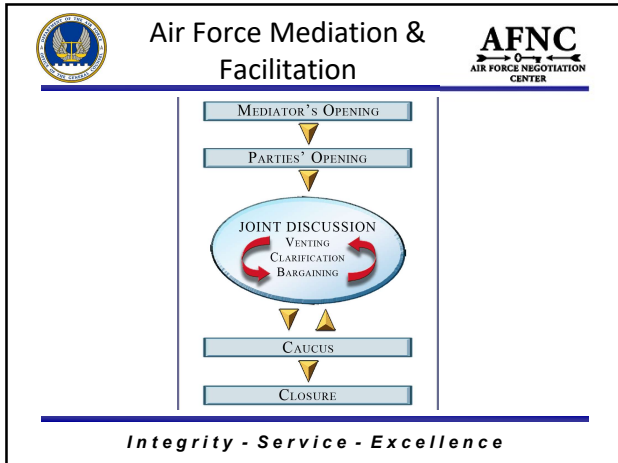 Air Force Mediation &
Facilitation
AFNC
AIR FORCE NEGOTIATION
CENTER
MEDIATOR'S OPENING
PARTIES' OPENING
JOINT DISCUSSION
VENTING
CLARIFICATION
BARGAINING
CAUCUS
CLOSURE
Integrity - Service - Excellence